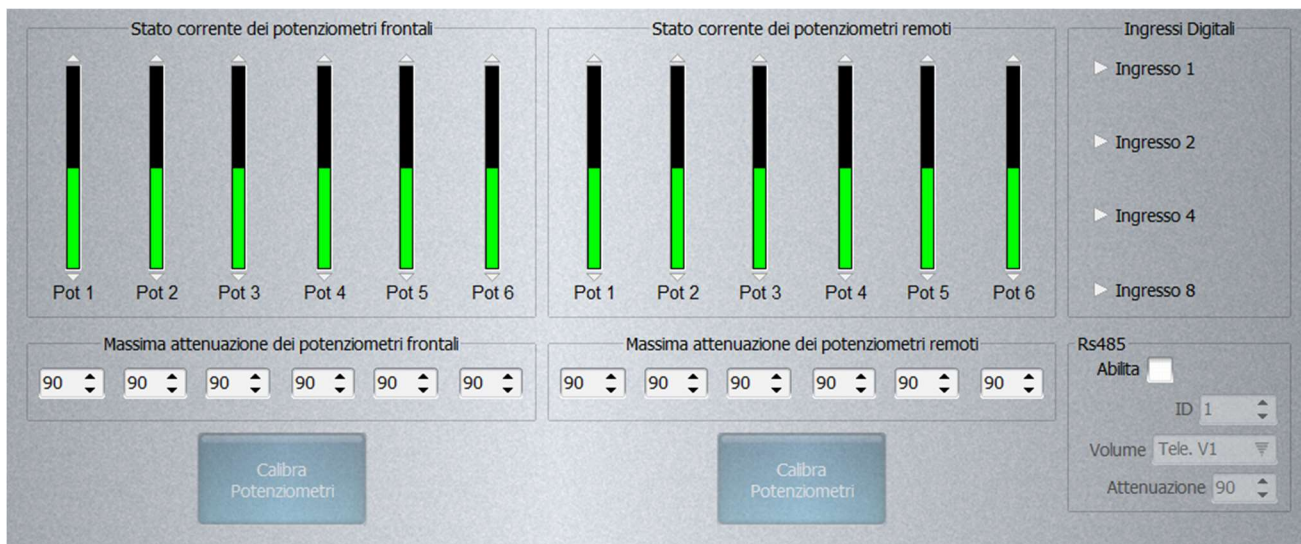 Stato corrente dei potenziometri frontali
Pot 1 Pot 2 Pot 3 Pot 4 Pot 5 Pot 6
Stato corrente dei potenziometri remoti
Pot 1 Pot 2 Pot 3 Pot 4 Pot 5 Pot 6
Ingressi Digitali
Ingresso 1
Ingresso 2
Ingresso 4
Ingresso 8
Massima attenuazione dei potenziometri frontali
90 90 90 90 90 90
Massima attenuazione dei potenziometri remoti
90 90 90 90 90 90
Rs485
Abilita
ID 1
Volume Tele. V1
Attenuazione 90
Calibra
Potenziometri
Calibra
Potenziometri